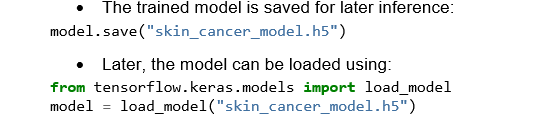 • The trained model is saved for later inference:
model.save("skin_cancer_model.h5")
• Later, the model can be loaded using:
from tensorflow.keras.models import load_model
model = load_model("skin_cancer_model.h5")